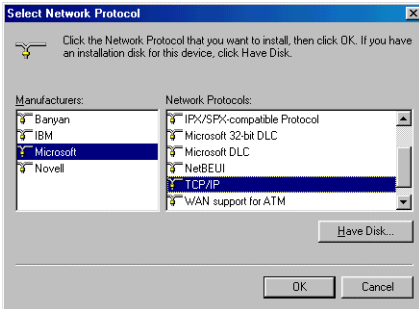 Select Network Protocol
Click the Network Protocol that you want to install, then click OK. If you have
an installation disk for this device, click Have Disk.
Manufacturers:
Banyan
IBM
Microsoft
Novell
Network Protocols:
IPX/SPX-compatible Protocol
Microsoft 32-bit DLC
Microsoft DLC
NetBEUI
TCP/IP
WAN support for ATM
Have Disk...
OK
Cancel